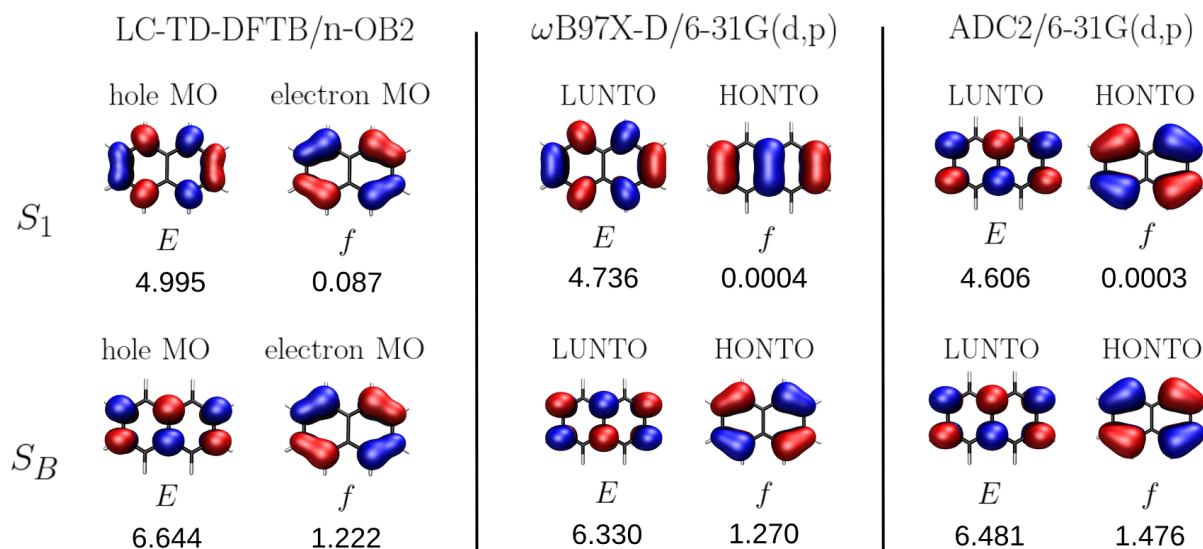 LC-TD-DFTB/n-OB2 ωB97X-D/6-31G(d,p) ADC2/6-31G(d,p)
hole MO electron MO LUNTO HONTO LUNTO HONTO
S1
E f E f E f
4.995 0.087 4.736 0.0004 4.606 0.0003
hole MO electron MO LUNTO HONTO LUNTO HONTO
SB
E f E f E f
6.644 1.222 6.330 1.270 6.481 1.476